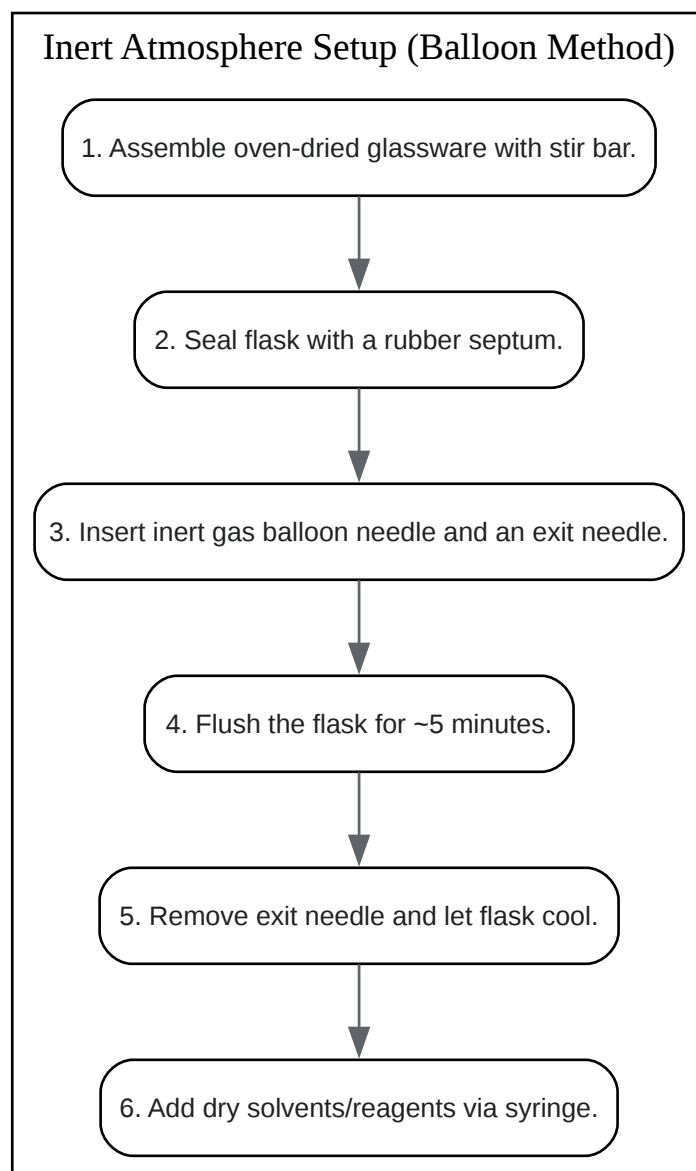 Inert Atmosphere Setup (Balloon Method)
1. Assemble oven-dried glassware with stir bar.
2. Seal flask with a rubber septum.
3. Insert inert gas balloon needle and an exit needle.
4. Flush the flask for ~5 minutes.
5. Remove exit needle and let flask cool.
6. Add dry solvents/reagents via syringe.